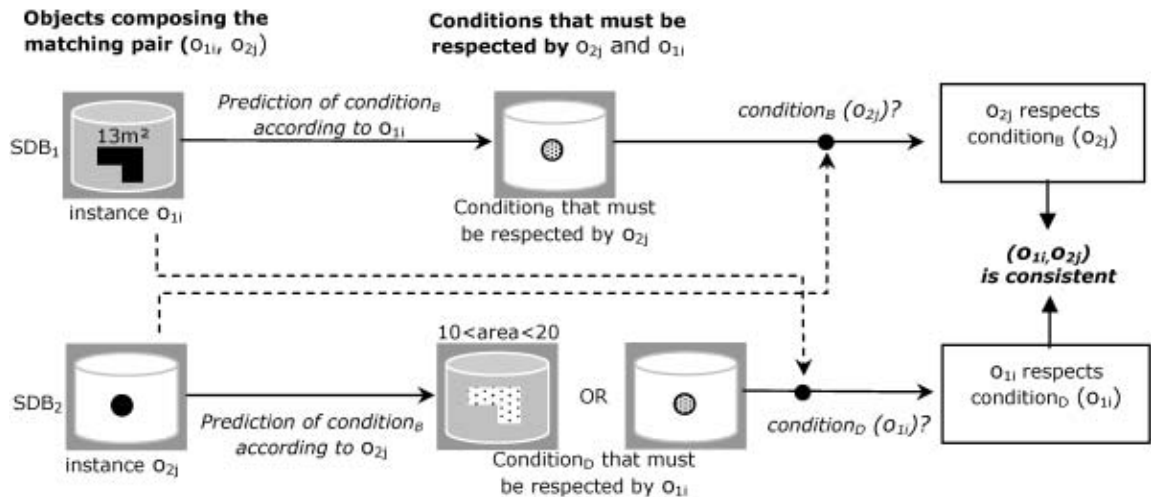 Objects composing the
matching pair (o1i, o2j)
Conditions that must be
respected by o2j and o1i
SDB1
13m²
instance o1i
Prediction of conditionB
according to o1i
ConditionB that must
be respected by o2j
conditionB (o2j)?
o2j respects
conditionB (o2j)
(o1i,o2j)
is consistent
SDB2
instance o2j
Prediction of conditionB
according to o2j
10<area<20
OR
ConditionD that must
be respected by o1i
conditionD (o1i)?
o1i respects
conditionD (o1i)